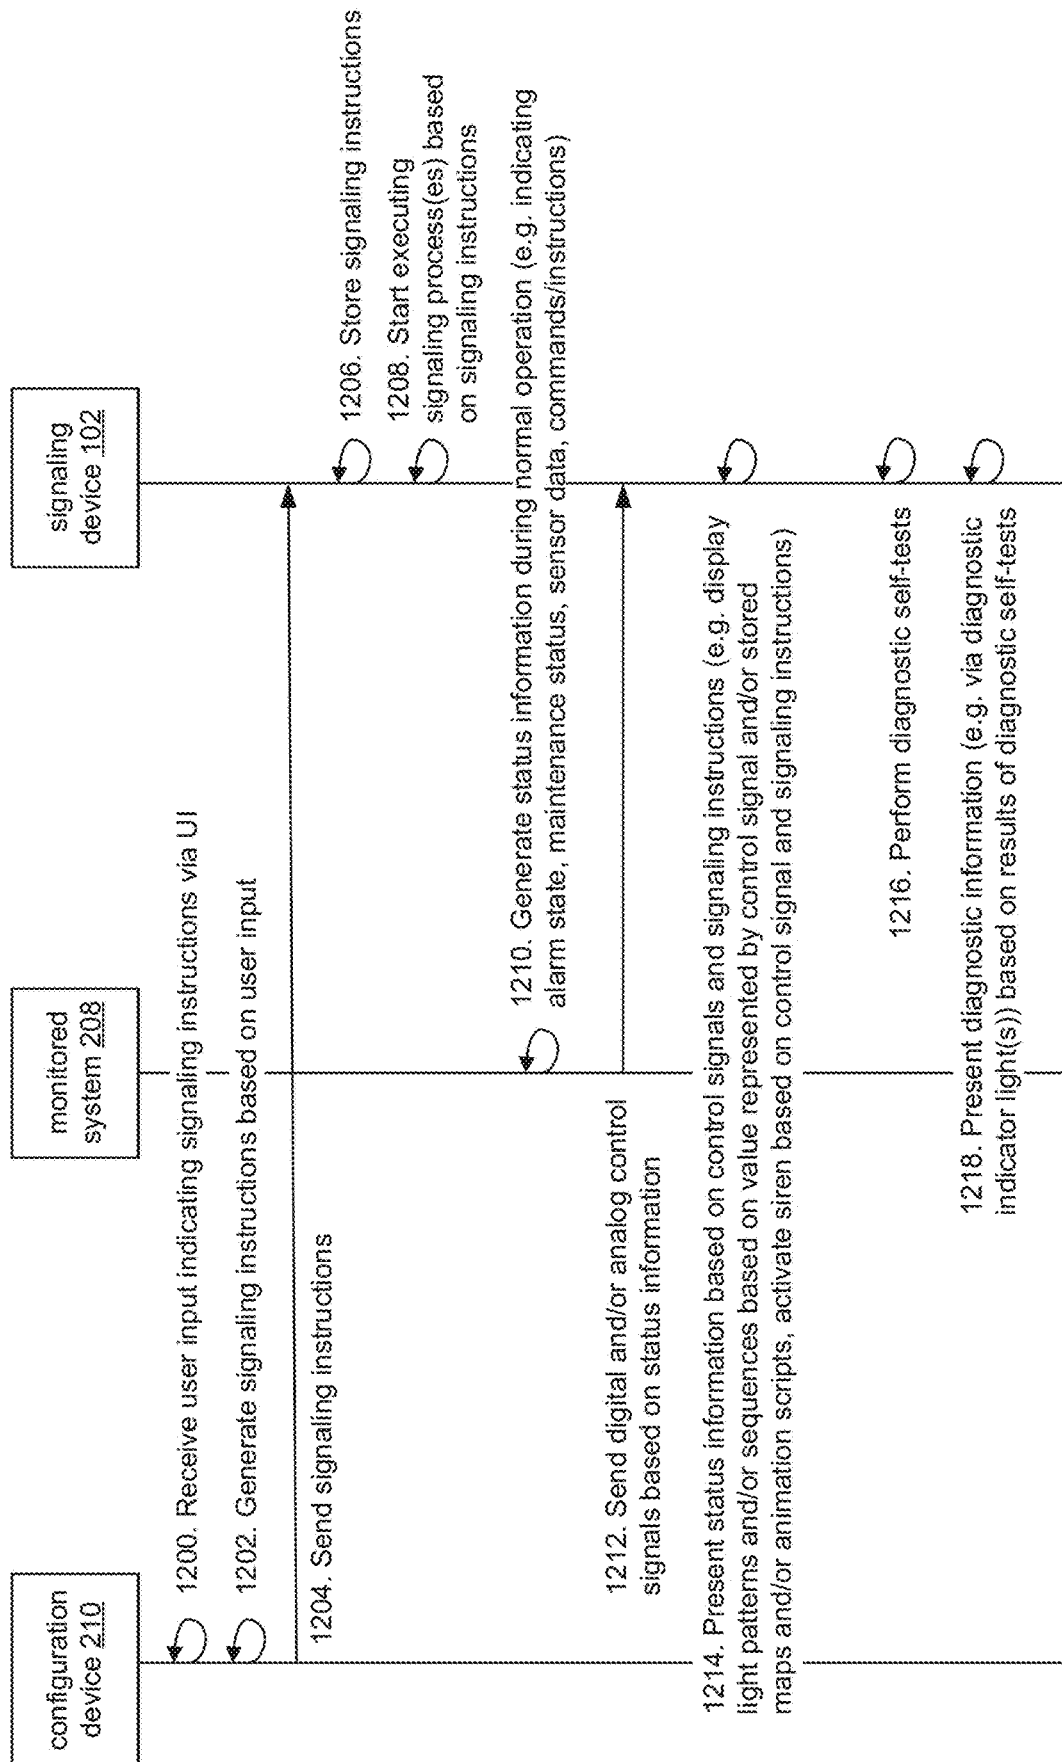 configuration
device 210
monitored
system 208
signaling
device 102
1200. Receive user input indicating signaling instructions via UI
1202. Generate signaling instructions based on user input
1204. Send signaling instructions
1206. Store signaling instructions
1208. Start executing
signaling process(es) based
on signaling instructions
1210. Generate status information during normal operation (e.g. indicating
alarm state, maintenance status, sensor data, commands/instructions)
1212. Send digital and/or analog control
signals based on status information
1214. Present status information based on control signals and signaling instructions (e.g. display
light patterns and/or sequences based on value represented by control signal and/or stored
maps and/or animation scripts, activate siren based on control signal and signaling instructions)
1216. Perform diagnostic self-tests
1218. Present diagnostic information (e.g. via diagnostic
indicator light(s)) based on results of diagnostic self-tests